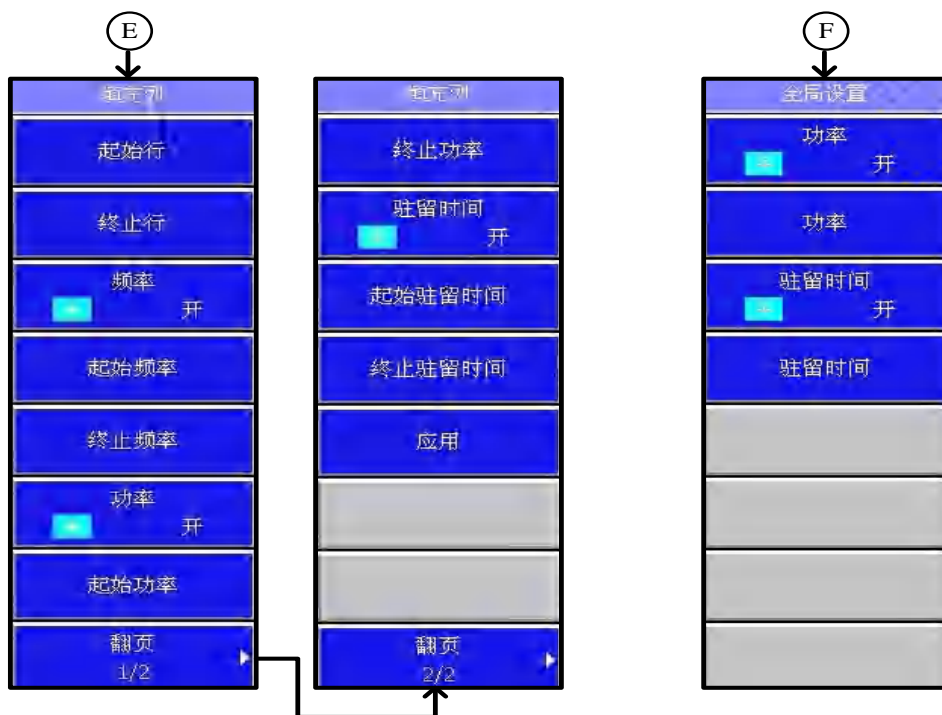 E
起始行
终止行
频率
开
起始频率
终止频率
功率
开
起始功率
翻页
1/2
终止功率
驻留时间
开
起始驻留时间
终止驻留时间
应用
翻页
2/2
F
全局设置
功率
开
功率
驻留时间
开
驻留时间